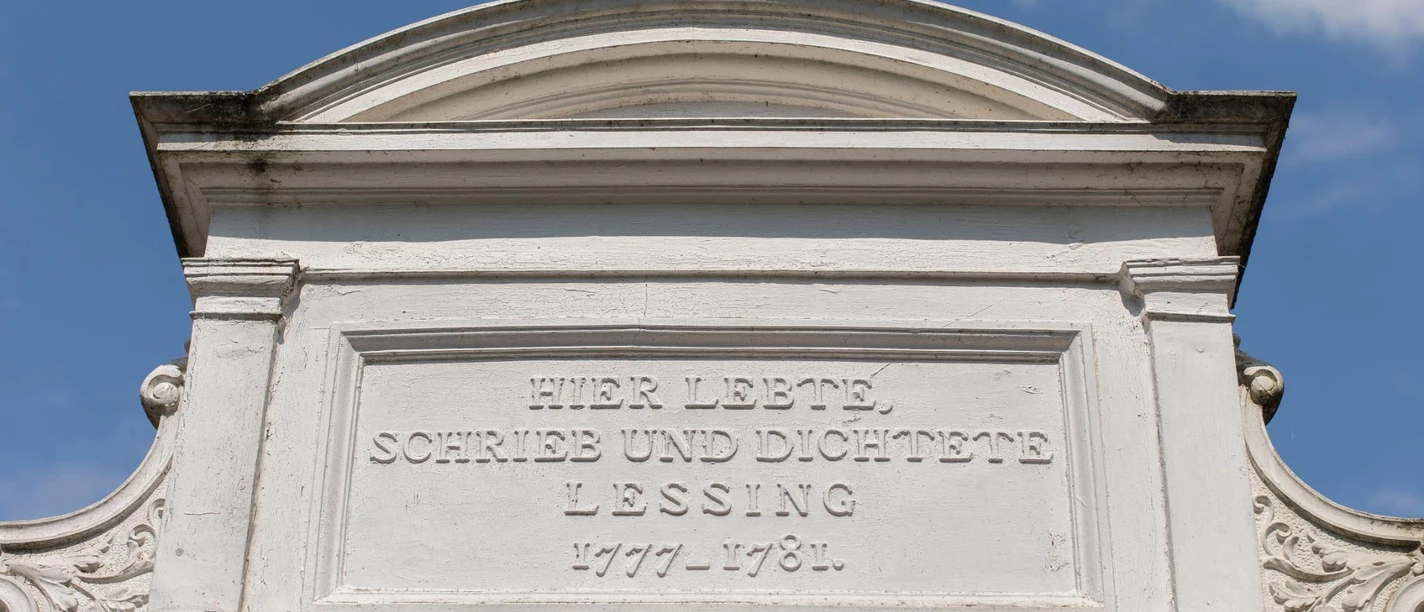 HIER LEBTE,
SCHRIEB UND DICHTETE
LESSING
1777-1781.